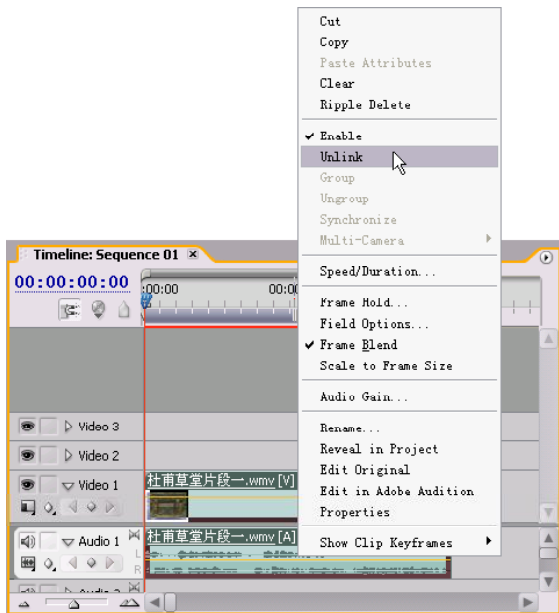 Cut
Copy
Paste Attributes
Clear
Ripple Delete
Enable
Unlink
Group
Ungroup
Synchronize
Multi-Camera
Speed/Duration...
Frame Hold...
Field Options...
Frame Blend
Scale to Frame Size
Audio Gain...
Rename...
Reveal in Project
Edit Original
Edit in Adobe Audition
Properties
Show Clip Keyframes
Timeline: Sequence 01
00:00:00:00
:00:00
00:00
Video 3
Video 2
Video 1
杜甫草堂片段一.wmv [V]
Audio 1
杜甫草堂片段一.wmv [A]
L
R